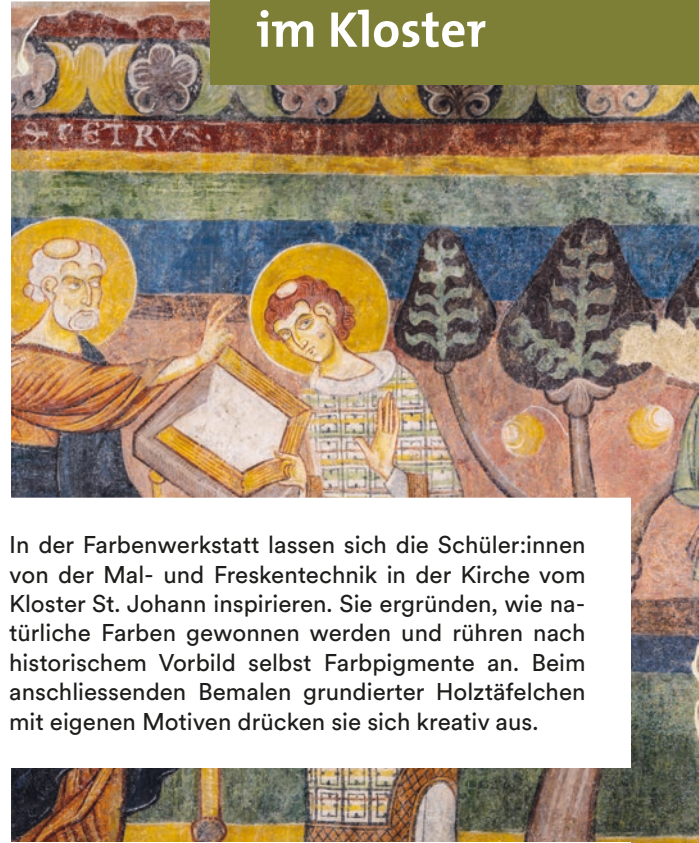 im Kloster
S PETRVS.
In der Farbenwerkstatt lassen sich die Schüler:innen
von der Mal- und Freskentechnik in der Kirche vom
Kloster St. Johann inspirieren. Sie ergründen, wie na-
türliche Farben gewonnen werden und rühren nach
historischem Vorbild selbst Farbpigmente an. Beim
anschliessenden Bemalen grundierter Holztäfelchen
mit eigenen Motiven drücken sie sich kreativ aus.